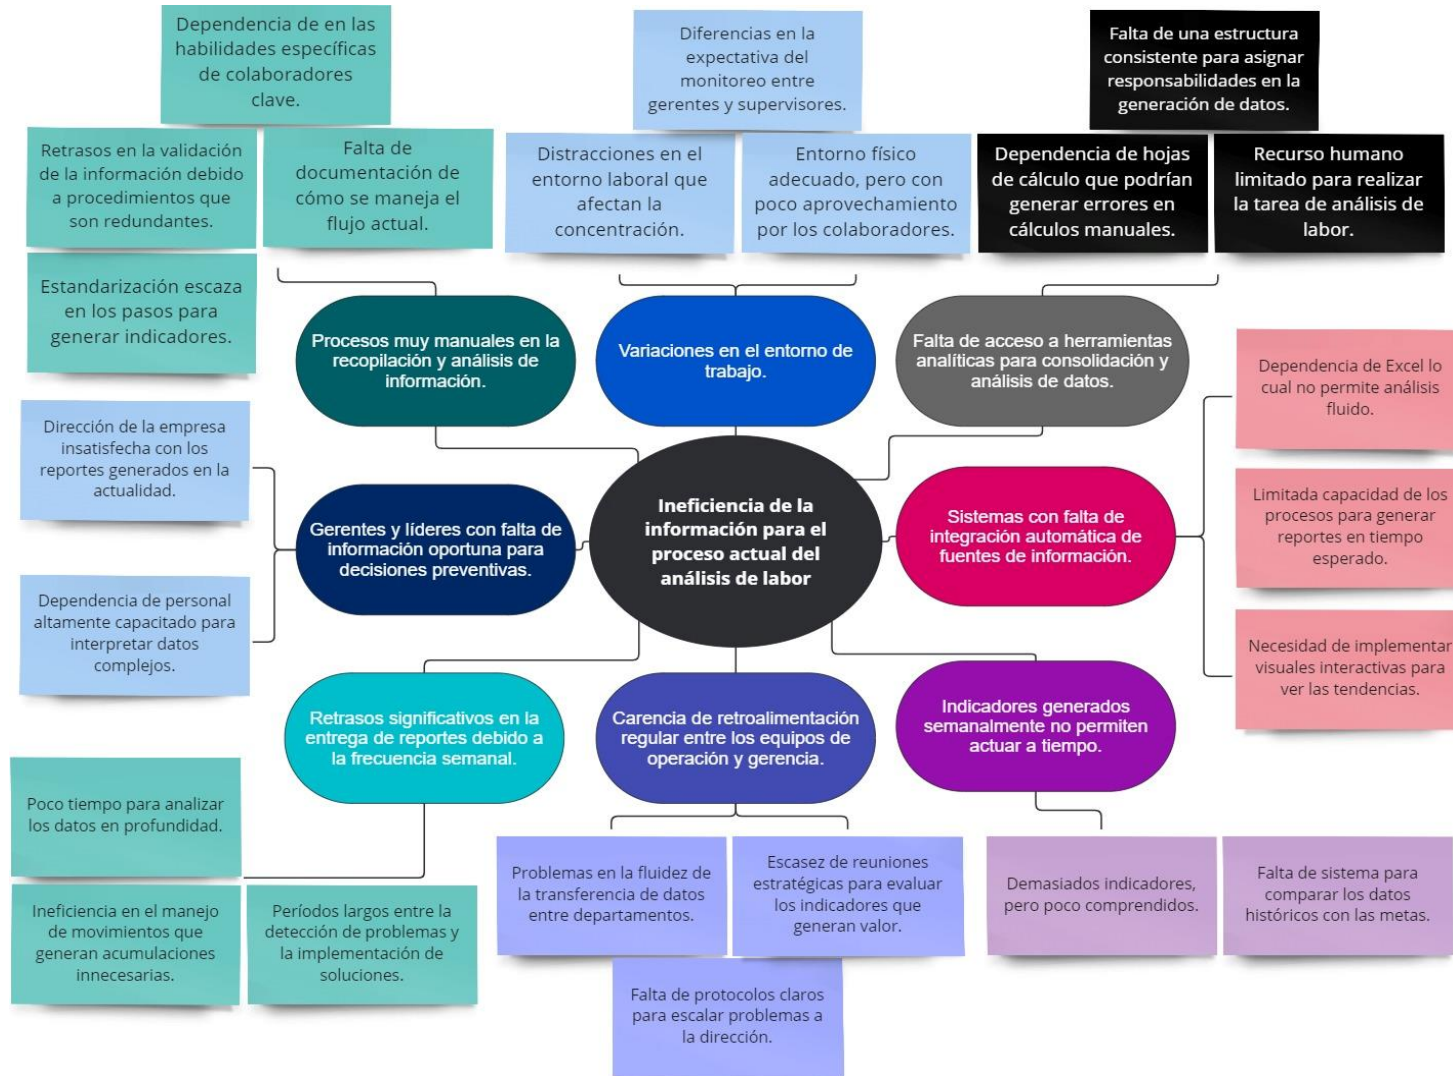 Dependencia de en las
habilidades específicas
de colaboradores
clave.
Retrasos en la validación
de la información debido
a procedimientos que
son redundantes.
Falta de
documentación de
cómo se maneja el
flujo actual.
Estandarización escaza
en los pasos para
generar indicadores.
Diferencias en la
expectativa del
monitoreo entre
gerentes y supervisores.
Distracciones en el
entorno laboral que
afectan la
concentración.
Entorno físico
adecuado, pero con
poco aprovechamiento
por los colaboradores.
Falta de una estructura
consistente para asignar
responsabilidades en la
generación de datos.
Dependencia de hojas
de cálculo que podrían
generar errores en
cálculos manuales.
Recurso humano
limitado para realizar
la tarea de análisis de
labor.
Procesos muy manuales en la
recopilación y análisis de
información.
Variaciones en el entorno de
trabajo.
Falta de acceso a herramientas
analíticas para consolidación y
análisis de datos.
Dirección de la empresa
insatisfecha con los
reportes generados en la
actualidad.
Dependencia de personal
altamente capacitado para
interpretar datos
complejos.
Gerentes y líderes con falta de
información oportuna para
decisiones preventivas.
Ineficiencia de la
información para el
proceso actual del
análisis de labor
Sistemas con falta de
integración automática de
fuentes de información.
Dependencia de Excel lo
cual no permite análisis
fluido.
Limitada capacidad de los
procesos para generar
reportes en tiempo
esperado.
Necesidad de implementar
visuales interactivas para
ver las tendencias.
Retrasos significativos en la
entrega de reportes debido a
la frecuencia semanal.
Carencia de retroalimentación
regular entre los equipos de
operación y gerencia.
Indicadores generados
semanalmente no permiten
actuar a tiempo.
Poco tiempo para analizar
los datos en profundidad.
Ineficiencia en el manejo
de movimientos que
generan acumulaciones
innecesarias.
Períodos largos entre la
detección de problemas y
la implementación de
soluciones.
Problemas en la fluidez de
la transferencia de datos
entre departamentos.
Escasez de reuniones
estratégicas para evaluar
los indicadores que
generan valor.
Falta de protocolos claros
para escalar problemas a
la dirección.
Demasiados indicadores,
pero poco comprendidos.
Falta de sistema para
comparar los datos
históricos con las metas.